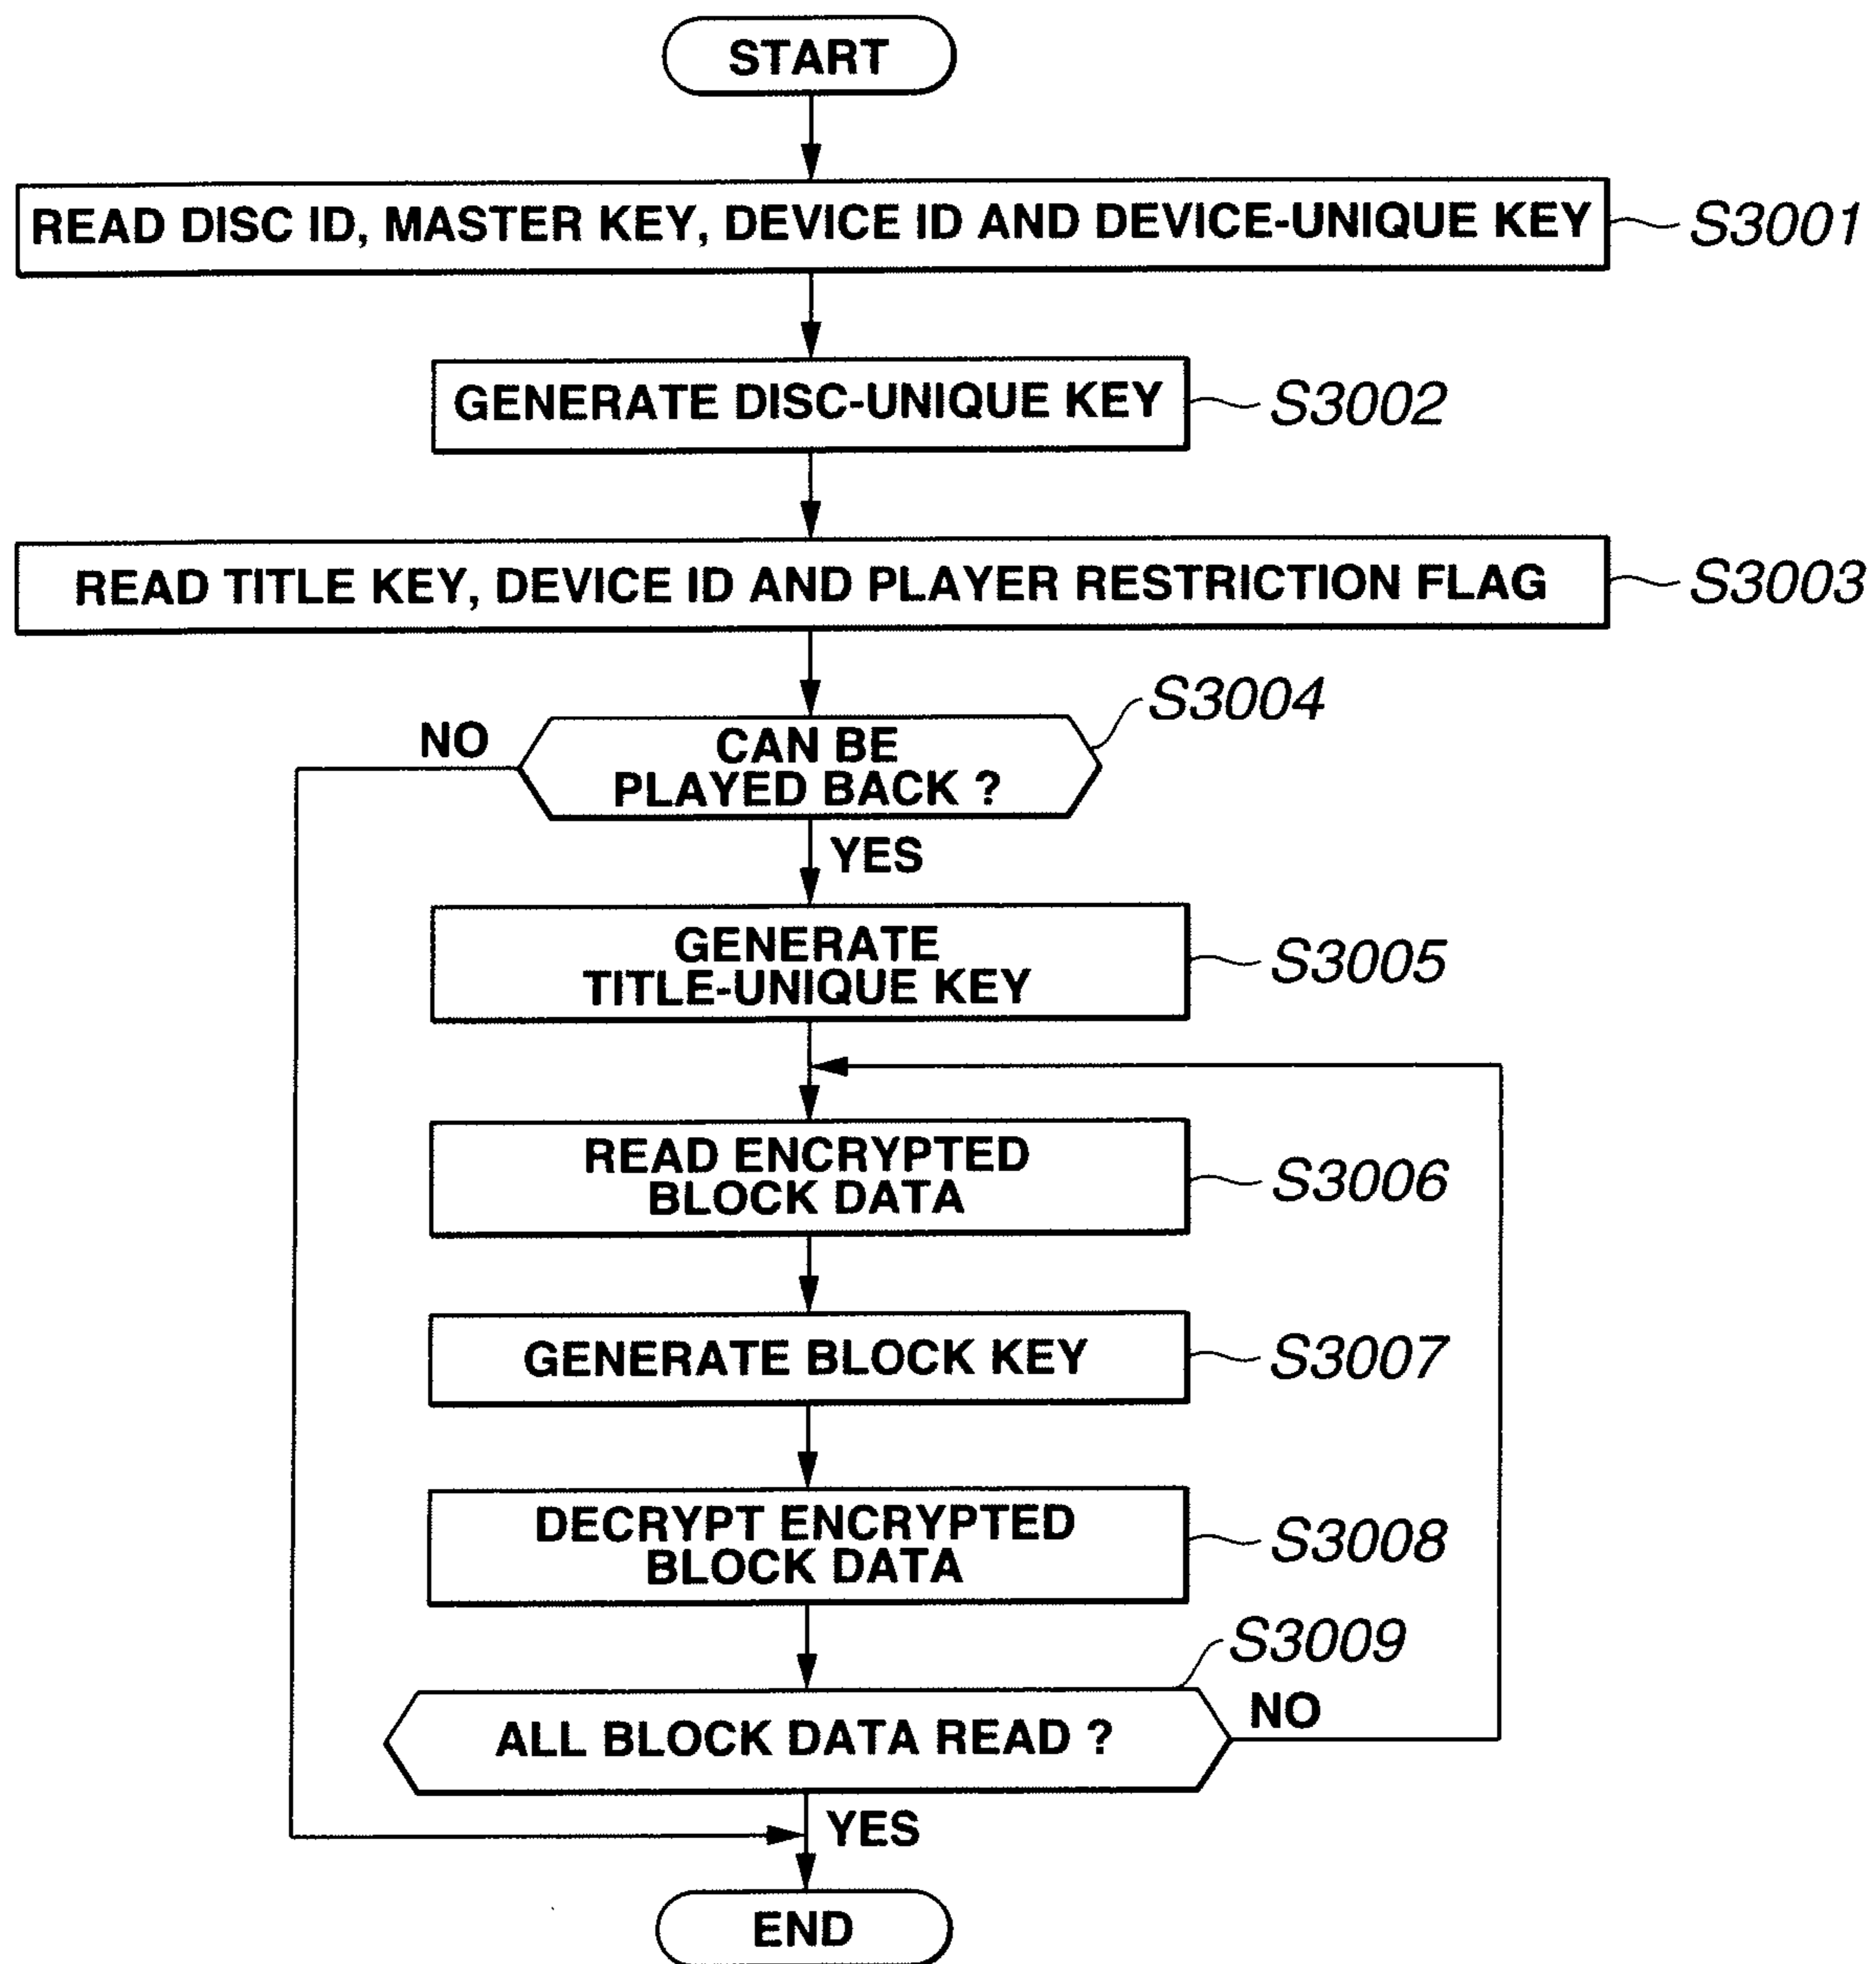 START
READ DISC ID, MASTER KEY, DEVICE ID AND DEVICE-UNIQUE KEY
S3001
GENERATE DISC-UNIQUE KEY
S3002
READ TITLE KEY, DEVICE ID AND PLAYER RESTRICTION FLAG
S3003
S3004
NO
CAN BE
PLAYED BACK ?
YES
GENERATE
TITLE-UNIQUE KEY
S3005
READ ENCRYPTED
BLOCK DATA
S3006
GENERATE BLOCK KEY
S3007
DECRYPT ENCRYPTED
BLOCK DATA
S3008
S3009
ALL BLOCK DATA READ ?
NO
YES
END